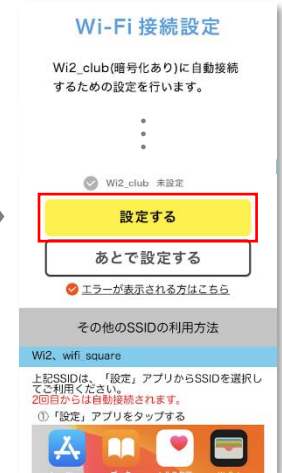 Wi-Fi 接続設定
Wi2_club(暗号化あり)に自動接続
するための設定を行います。
Wi2_club 未設定
設定する
あとで設定する
エラーが表示される方はこちら
その他のSSIDの利用方法
Wi2、wifi_square
上記SSIDは、「設定」アプリからSSIDを選択し
てご利用ください。
2回目からは自動接続されます。
①「設定」アプリをタップする